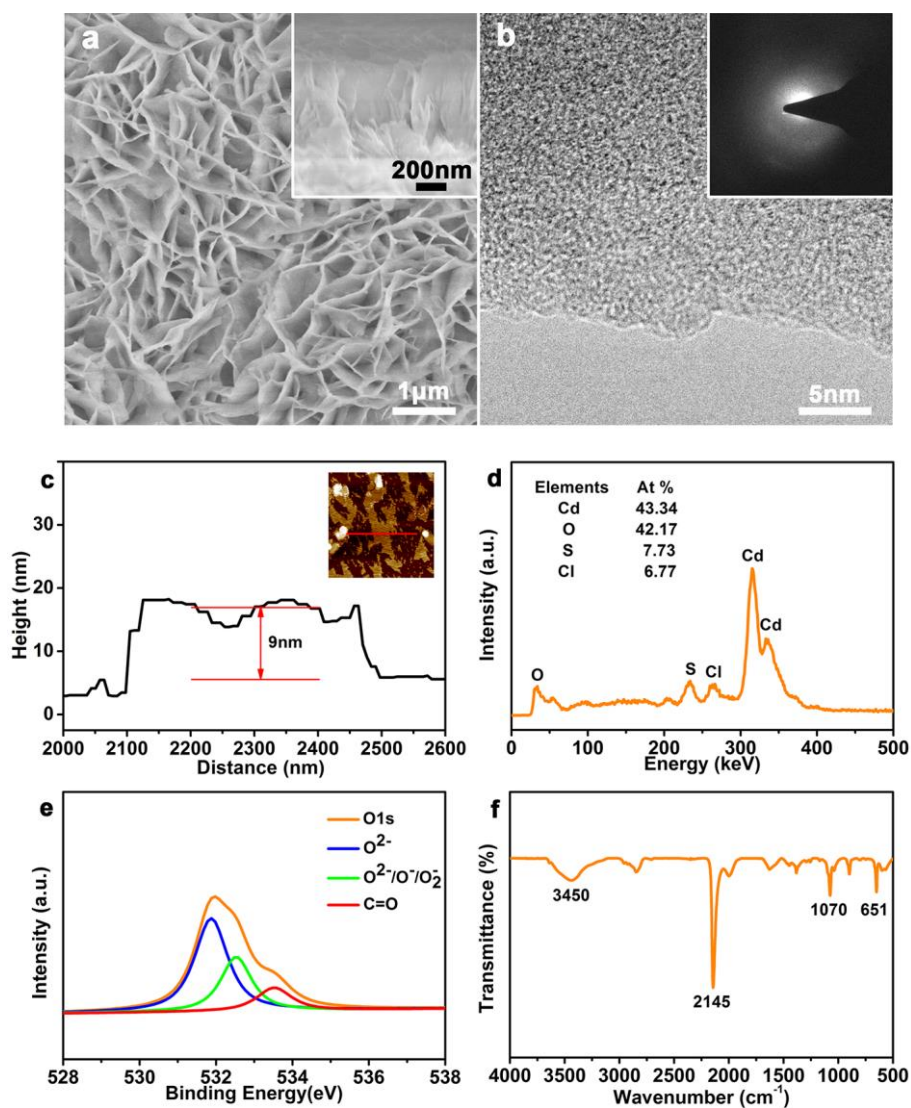 a
200nm
1μm
b
5nm
c
Height (nm)
30
20
10
0
9nm
2000 2100 2200 2300 2400 2500 2600
Distance (nm)
d
Elements At %
Cd 43.34
O 42.17
S 7.73
Cl 6.77
Intensity (a.u.)
O
S
Cl
Cd
Cd
0 100 200 300 400 500
Energy (keV)
e
O1s
O²⁻
O²⁻/O⁻/O₂⁻
C=O
Intensity (a.u.)
528 530 532 534 536 538
Binding Energy(eV)
f
Transmittance (%)
3450
2145
1070
651
4000 3500 3000 2500 2000 1500 1000 500
Wavenumber (cm⁻¹)